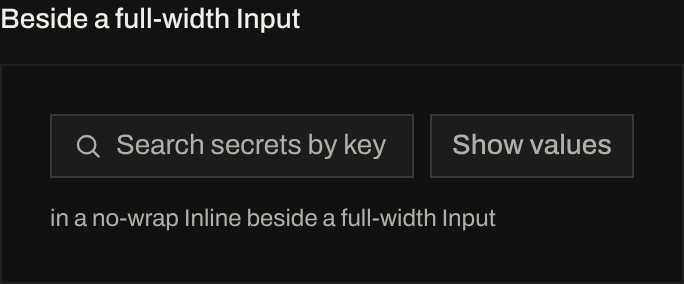 Beside a full-width Input
Search secrets by key
Show values
in a no-wrap Inline beside a full-width Input